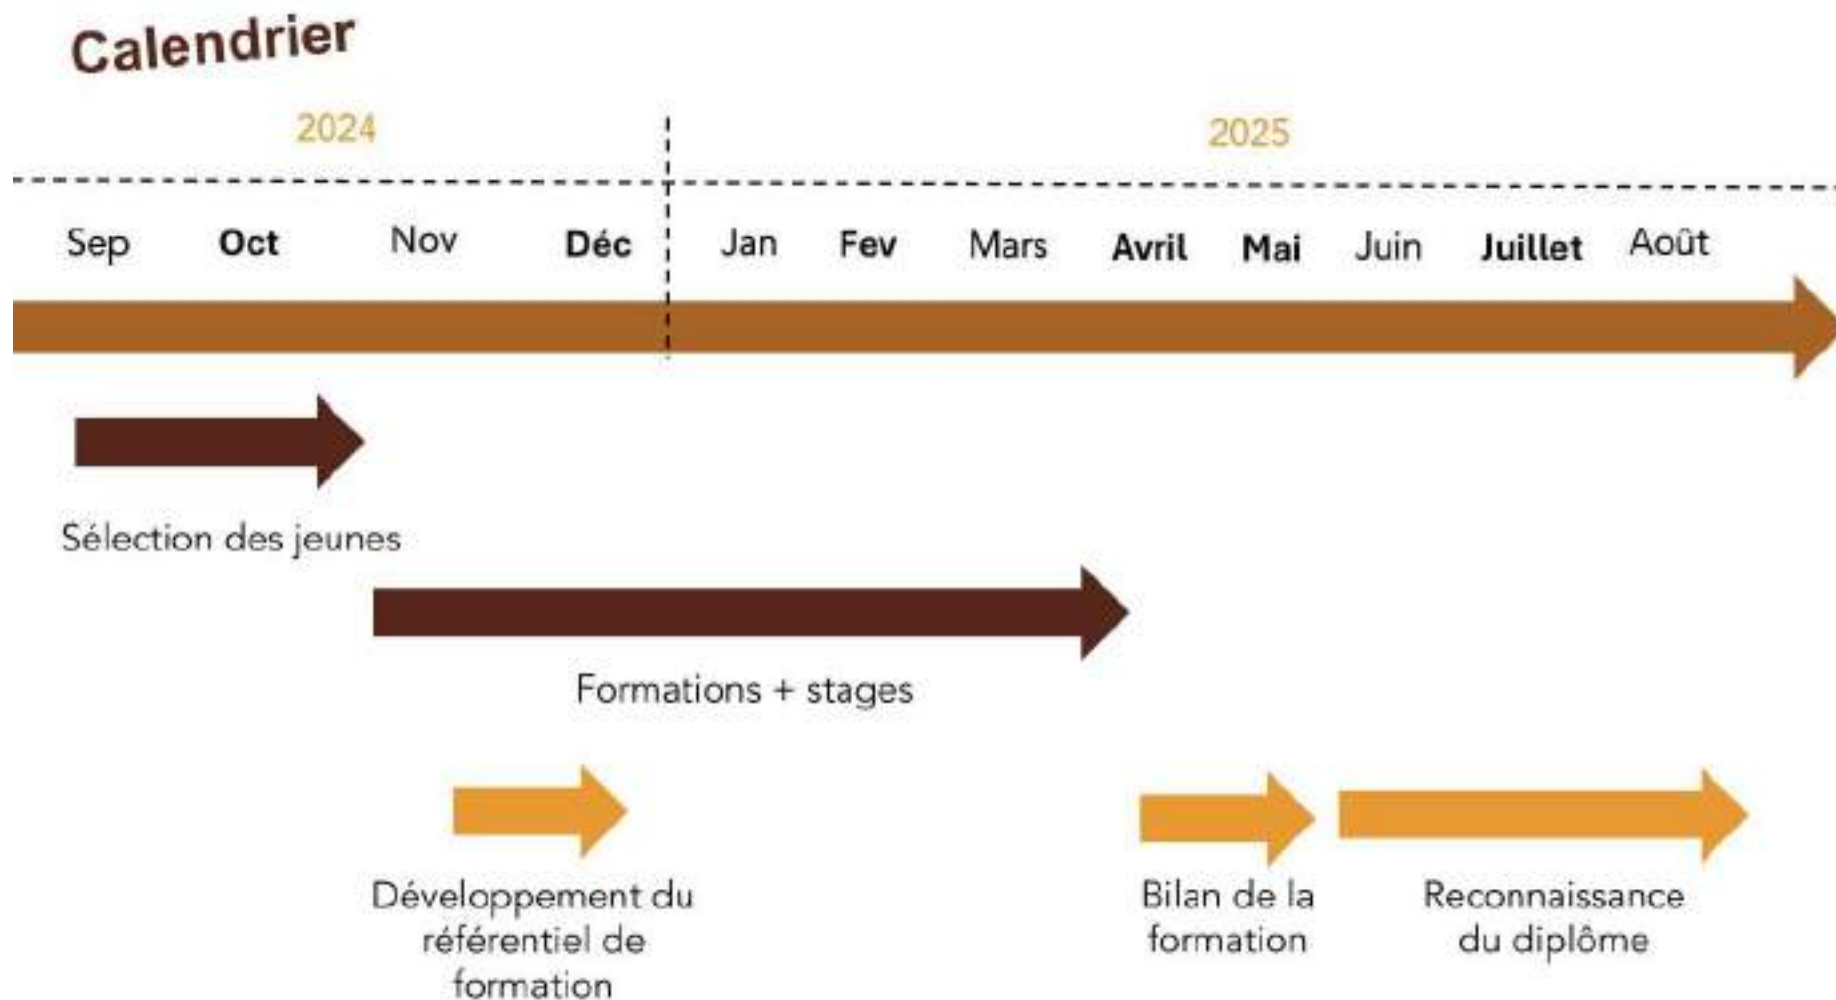 Calendrier
2024
2025
Sep Oct Nov Déc Jan Fev Mars Avril Mai Juin Juillet Août
Sélection des jeunes
Formations + stages
Développement du
référentiel de
formation
Bilan de la
formation
Reconnaissance
du diplôme